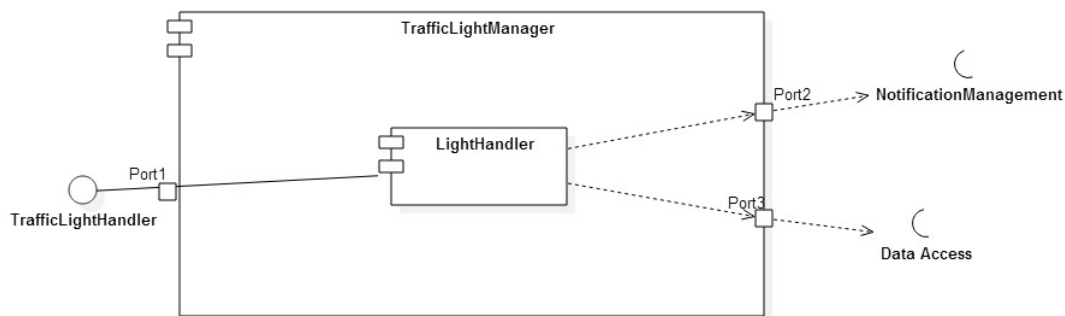 TrafficLightManager
Port2
NotificationManagement
LightHandler
Port1
TrafficLightHandler
Port3
Data Access